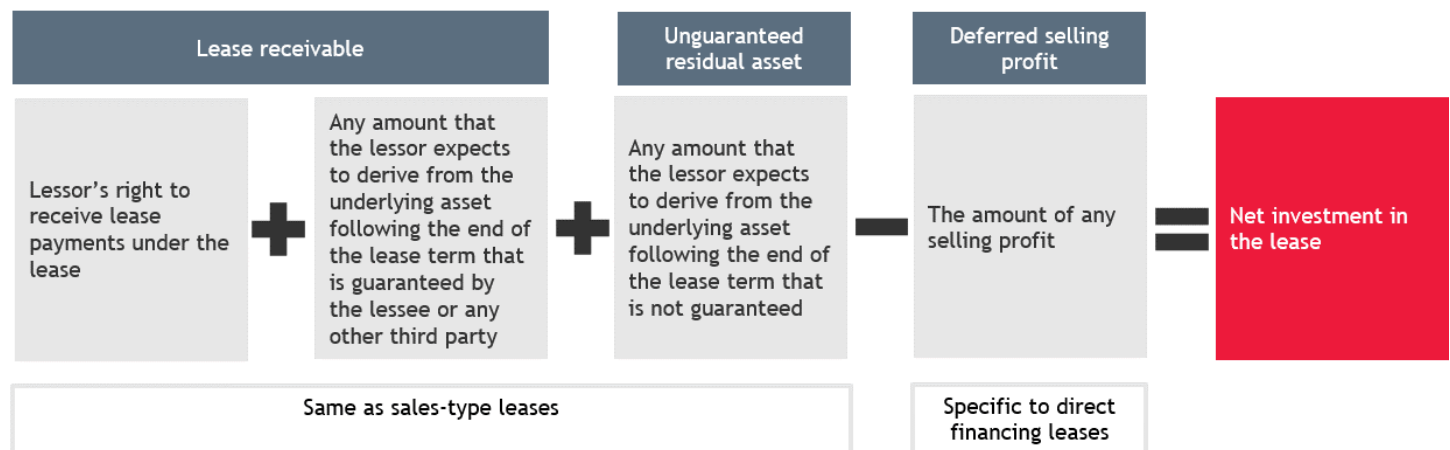 Lease receivable
Unguaranteed
residual asset
Deferred selling
profit
Lessor's right to
receive lease
payments under the
lease
Any amount that
the lessor expects
to derive from the
underlying asset
following the end of
the lease term that
is guaranteed by
the lessee or any
other third party
Any amount that
the lessor expects
to derive from the
underlying asset
following the end of
the lease term that
is not guaranteed
The amount of any
selling profit
Net investment in
the lease
Same as sales-type leases
Specific to direct
financing leases